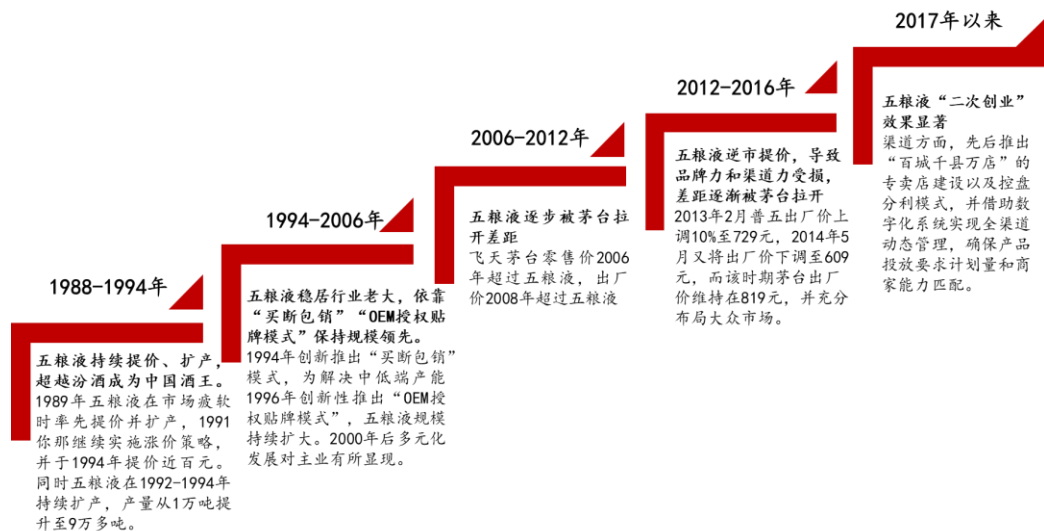 1988-1994年
五粮液持续提价、扩产，
超越汾酒成为中国酒王。
1989年五粮液在市场疲软
时率先提价并扩产，1991
你那继续实施涨价策略，
并于1994年提价近百元。
同时五粮液在1992-1994年
持续扩产，产量从1万吨提
升至9万多吨。
1994-2006年
五粮液稳居行业老大，依靠
“买断包销”“OEM授权贴
牌模式”保持规模领先。
1994年创新推出“买断包销”
模式，为解决中低端产能
1996年创新性推出“OEM授
权贴牌模式”，五粮液规模
持续扩大。2000年后多元化
发展对主业有所显现。
2006-2012年
五粮液逐步被茅台拉
开差距
飞天茅台零售价2006
年超过五粮液，出厂
价2008年超过五粮液
2012-2016年
五粮液逆市提价，导致
品牌力和渠道力受损，
差距逐渐被茅台拉开
2013年2月普五出厂价上
调10%至729元，2014年5
月又将出厂价下调至609
元，而该时期茅台出厂
价维持在819元，并充分
布局大众市场。
2017年以来
五粮液“二次创业”
效果显著
渠道方面，先后推出
“百城千县万店”的
专卖店建设以及控盘
分利模式，并借助数
字化系统实现全渠道
动态管理，确保产品
投放要求计划量和商
家能力匹配。